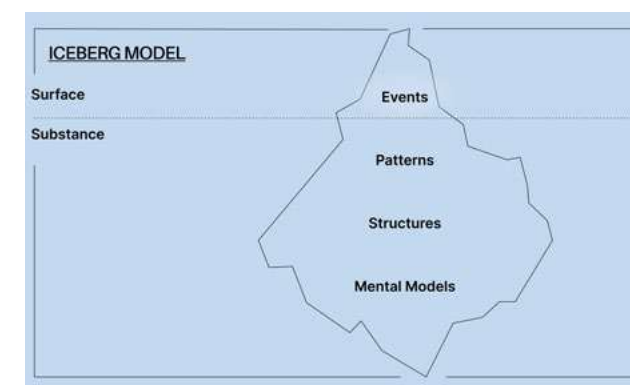 ICEBERG MODEL
Surface
Events
Substance
Patterns
Structures
Mental Models